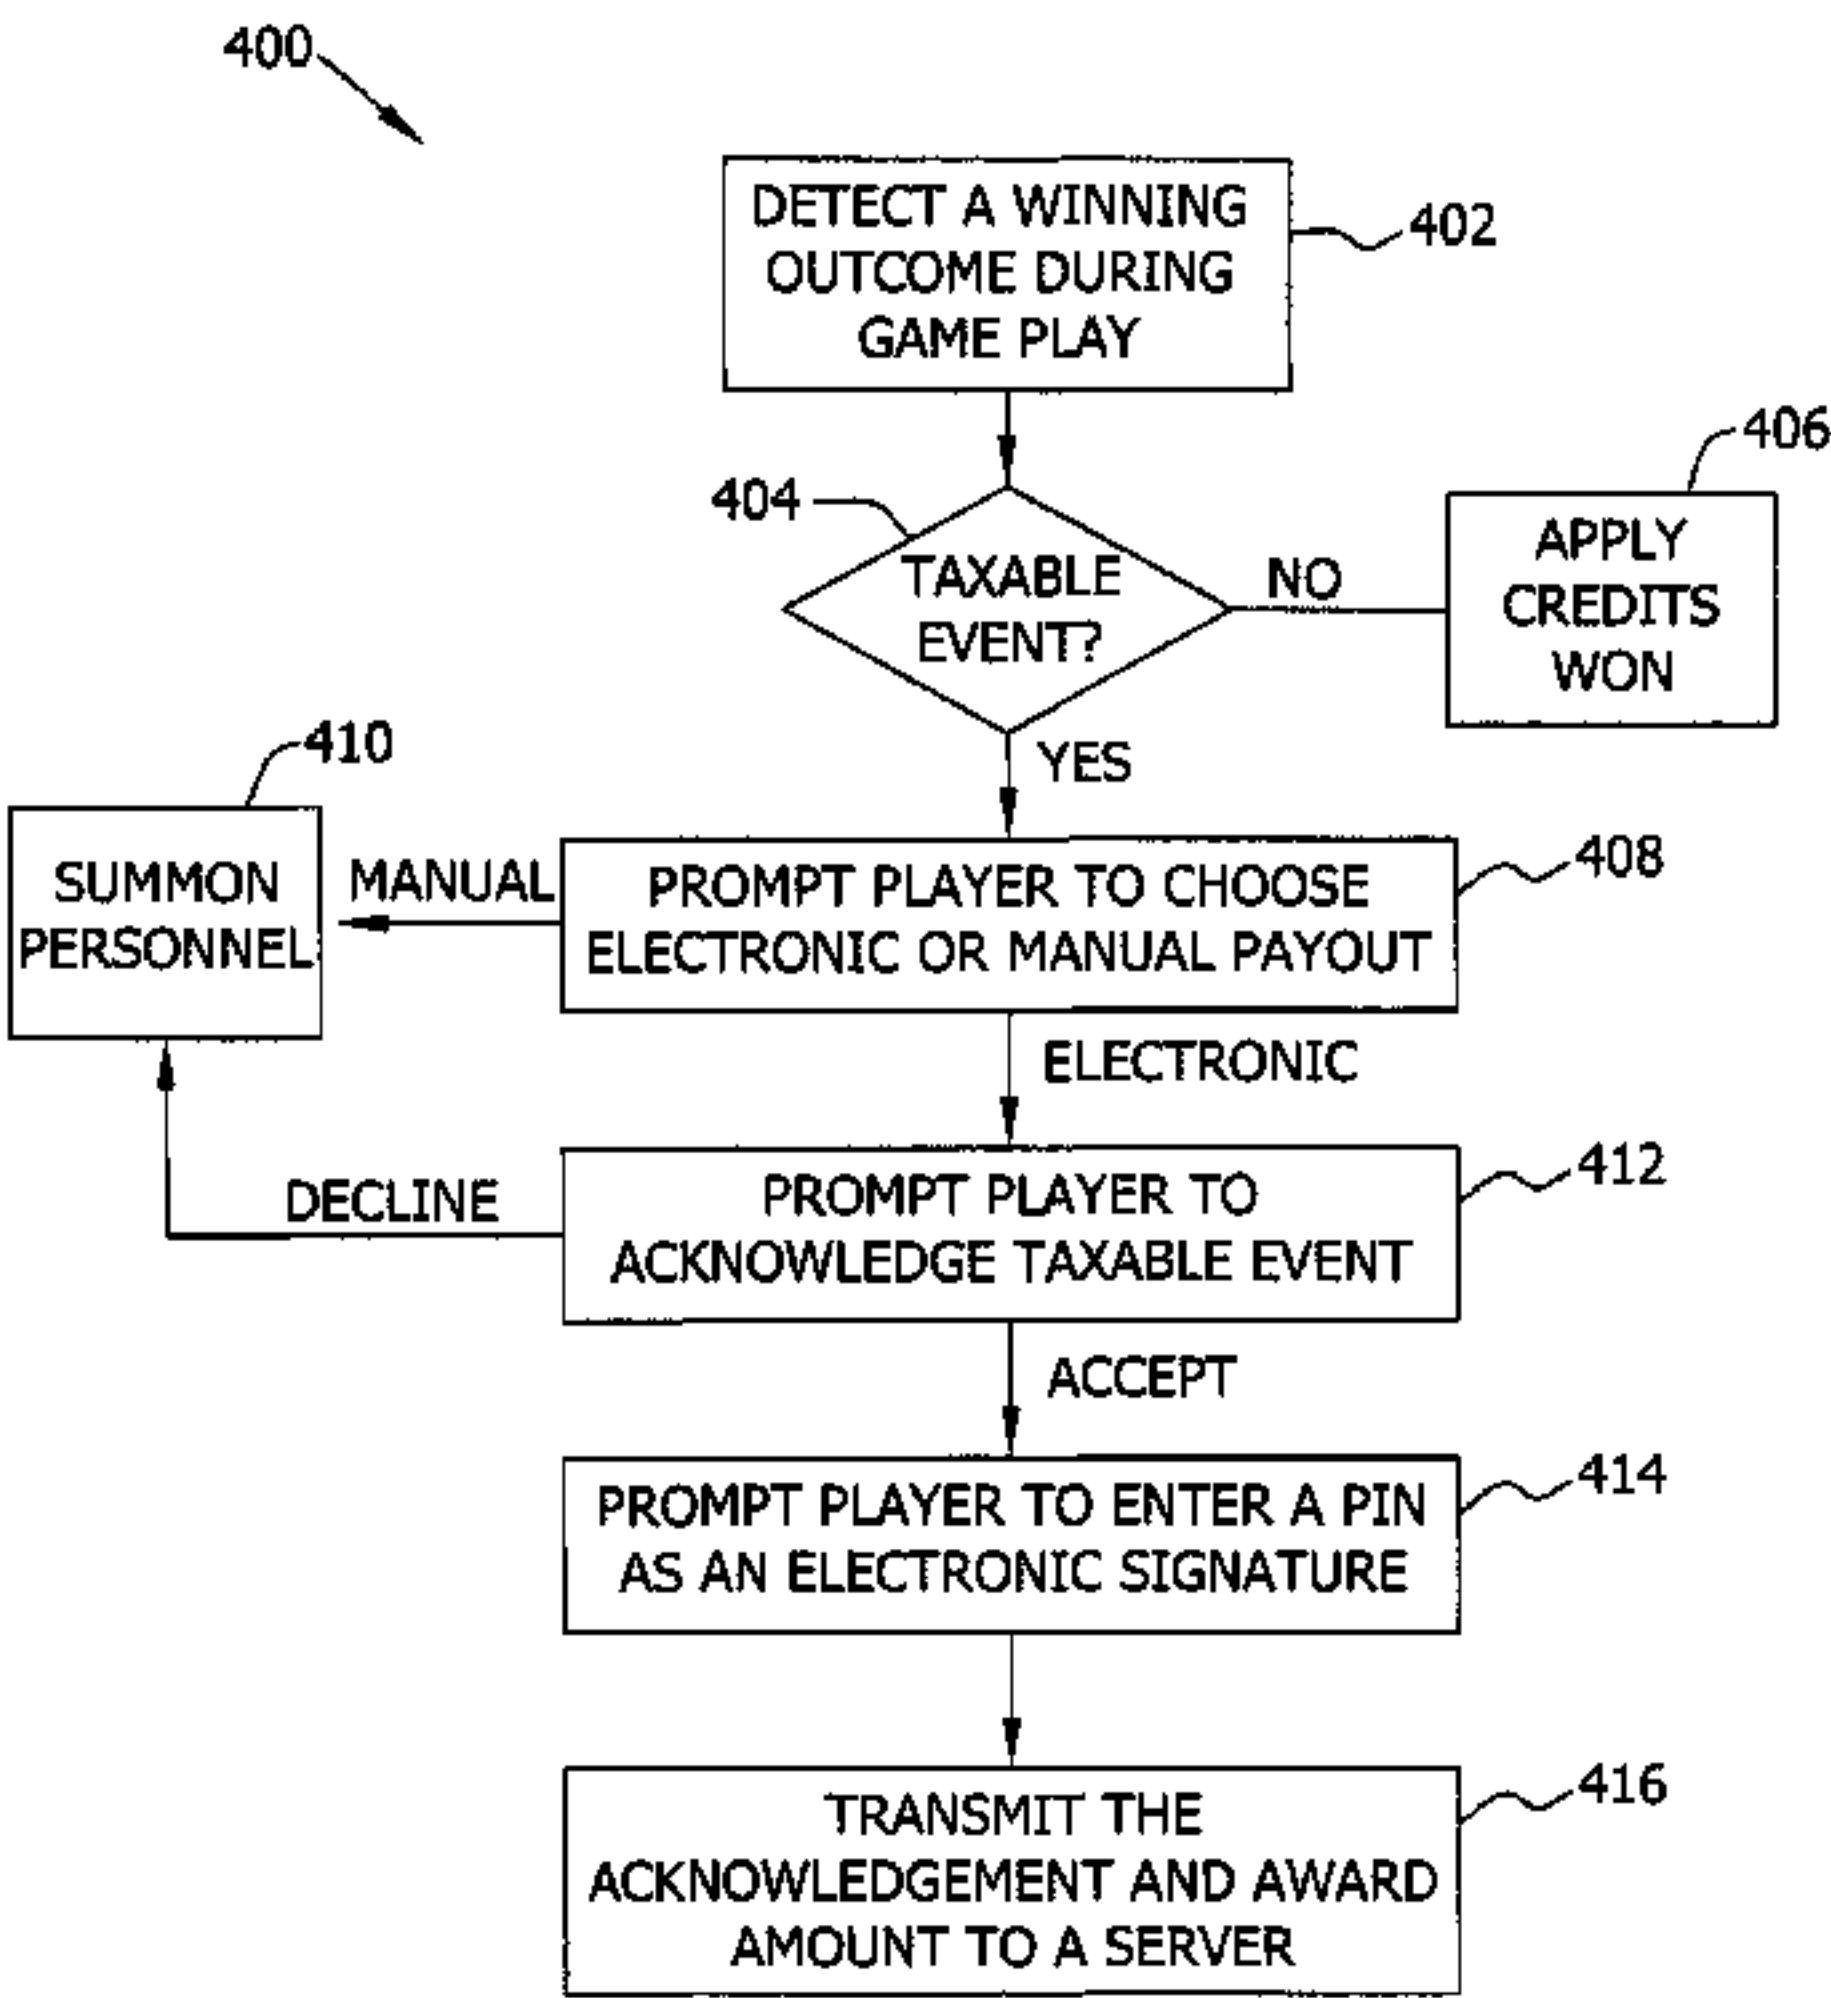 400
DETECT A WINNING
OUTCOME DURING
GAME PLAY
402
404
TAXABLE
EVENT?
NO
406
APPLY
CREDITS
WON
YES
410
SUMMON
PERSONNEL
MANUAL
PROMPT PLAYER TO CHOOSE
ELECTRONIC OR MANUAL PAYOUT
408
ELECTRONIC
DECLINE
PROMPT PLAYER TO
ACKNOWLEDGE TAXABLE EVENT
412
ACCEPT
PROMPT PLAYER TO ENTER A PIN
AS AN ELECTRONIC SIGNATURE
414
TRANSMIT THE
ACKNOWLEDGEMENT AND AWARD
AMOUNT TO A SERVER
416